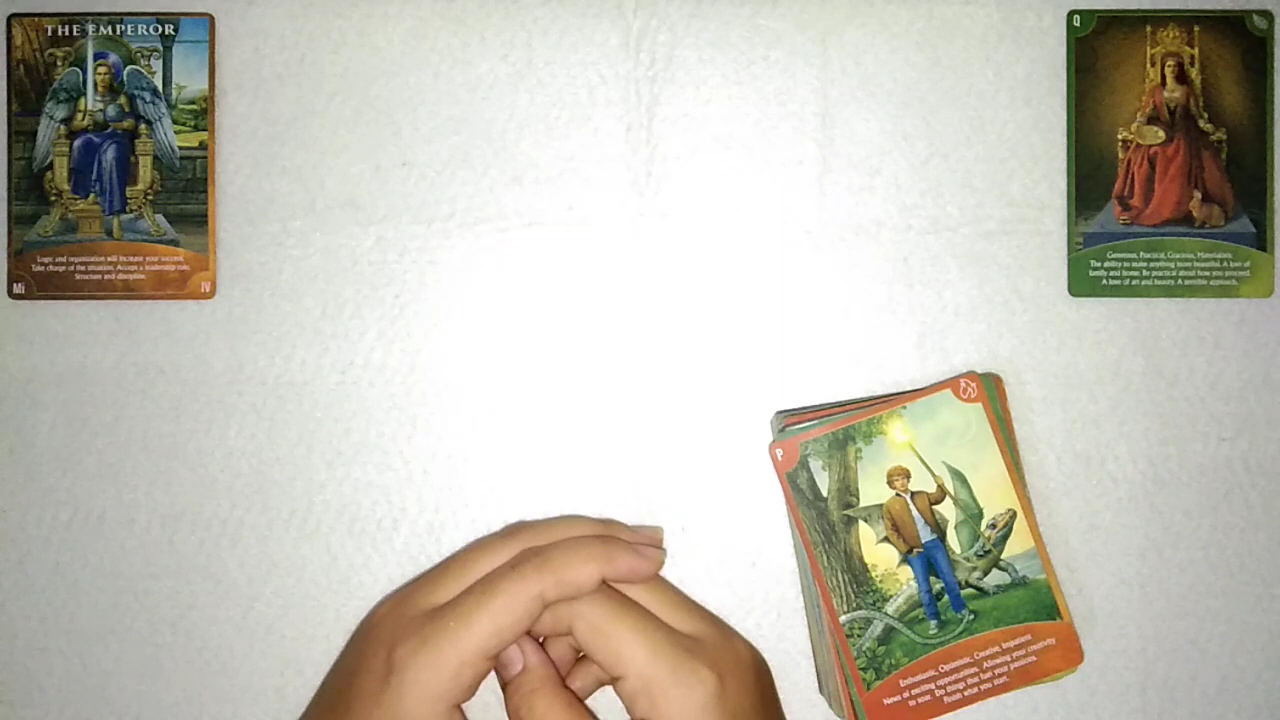 THE EMPEROR
Logic and organization will increase your success.
Take charge of the situation. Accept a leadership role.
Structure and discipline.
Mi
IV
Q
Generous, Practical, Gracious, Materialistic
The ability to make anything more beautiful. A love of
family and home. Be practical about how you proceed.
A love of art and beauty. A sensible approach.
P
Enthusiastic, Optimistic, Creative, Impatient
News of exciting opportunities. Allowing your creativity
to soar. Do things that fuel your passions.
Finish what you start.